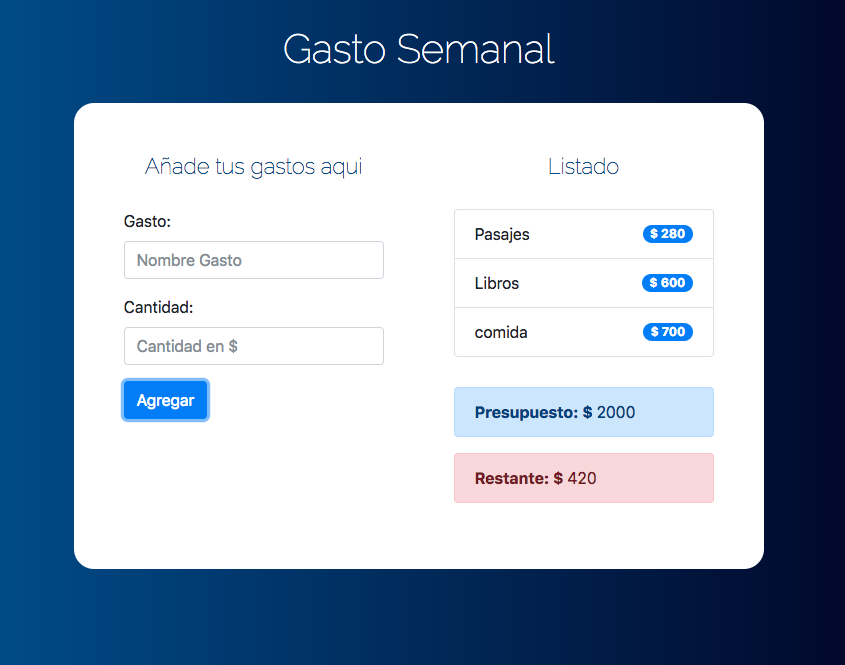 Gasto Semanal
Añade tus gastos aqui
Gasto:
Nombre Gasto
Cantidad:
Cantidad en $
Agregar
Listado
Pasajes $ 280
Libros $ 600
comida $ 700
Presupuesto: $ 2000
Restante: $ 420